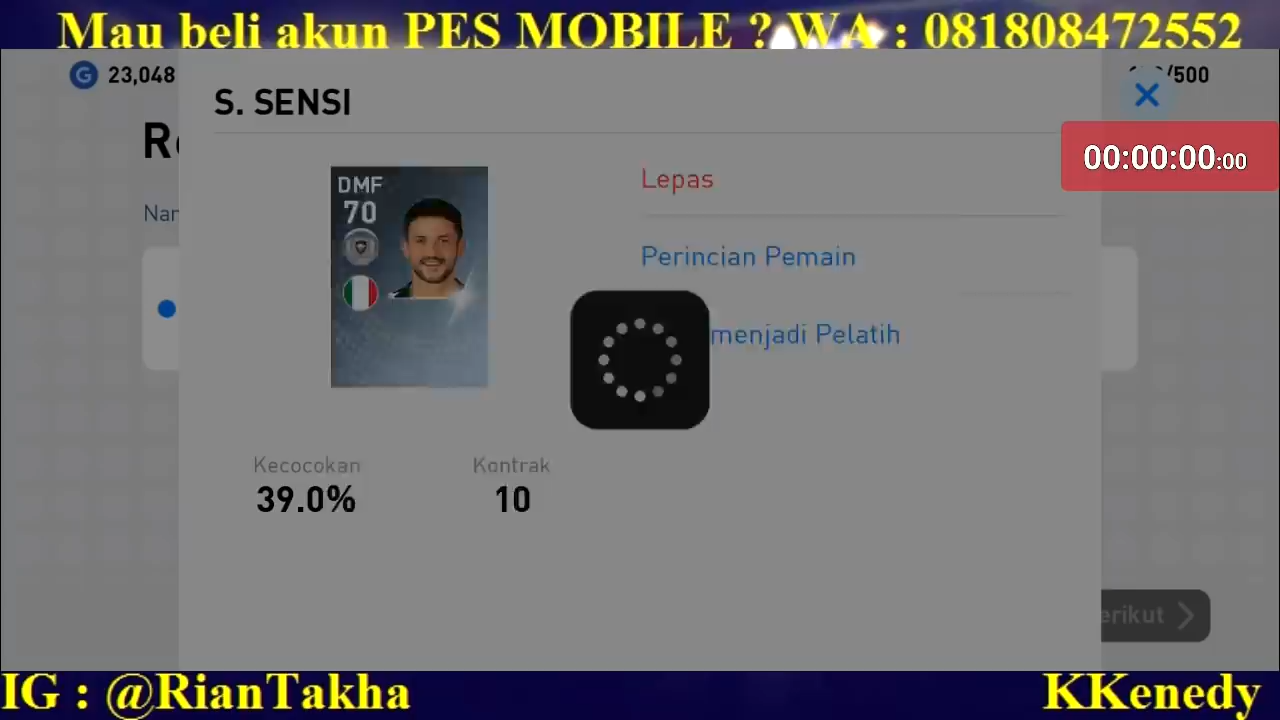 Mau beli akun PES MOBILE ? WA : 081808472552
G 23,048
/500
S. SENSI
00:00:00:00
DMF
70
Lepas
Nar
Perincian Pemain
menjadi Pelatih
Kecocokan
Kontrak
39.0%
10
erikut
IG : @RianTakha
KKenedy